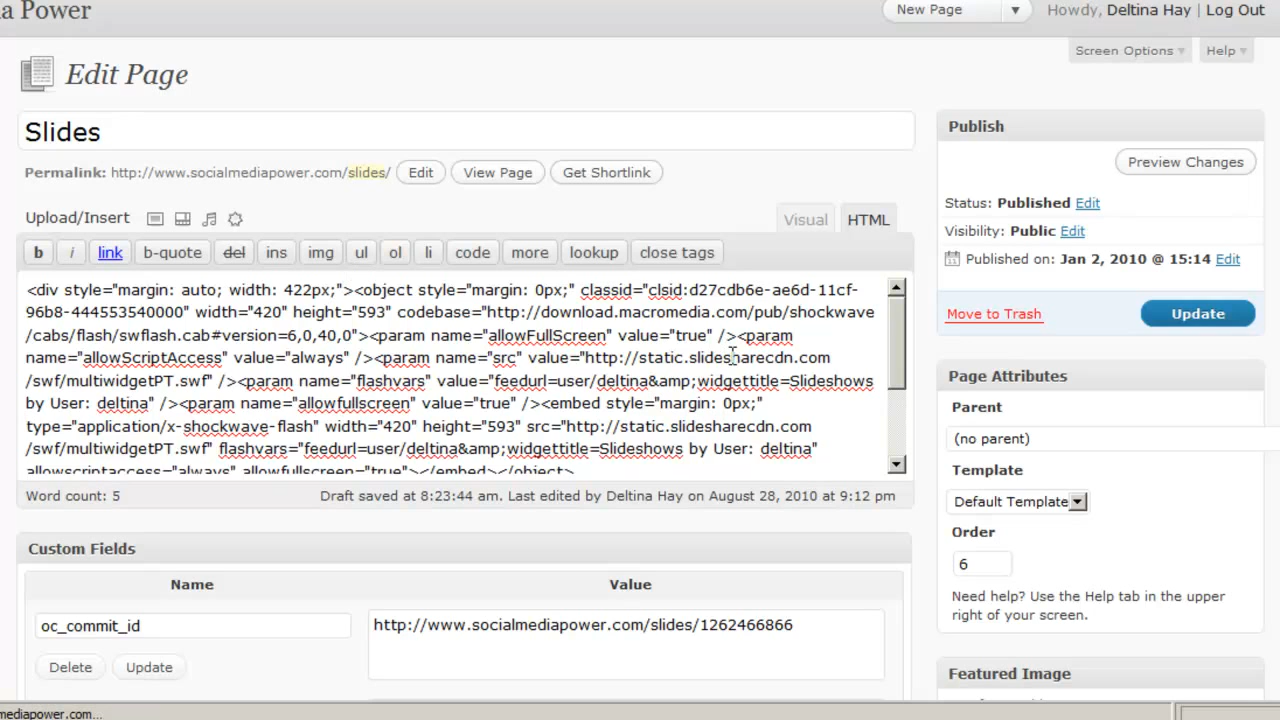 a Power
New Page
Howdy, Deltina Hay | Log Out
Screen Options
Help
Edit Page
Slides
Permalink: http://www.socialmediapower.com/slides/
Edit
View Page
Get Shortlink
Upload/Insert
Visual
HTML
b
i
link
b-quote
del
ins
img
ul
ol
li
code
more
lookup
close tags
<div style="margin: auto; width: 422px;"><object style="margin: 0px;" classid="clsid:d27cdb6e-ae6d-11cf-
96b8-444553540000" width="420" height="593" codebase="http://download.macromedia.com/pub/shockwave
/cabs/flash/swflash.cab#version=6,0,40,0"><param name="allowFullScreen" value="true" /><param
name="allowScriptAccess" value="always" /><param name="src" value="http://static.slidesharecdn.com
/swf/multiwidgetPT.swf" /><param name="flashvars" value="feedurl=user/deltina&amp;widgettitle=Slideshows
by User: deltina" /><param name="allowfullscreen" value="true" /><embed style="margin: 0px;"
type="application/x-shockwave-flash" width="420" height="593" src="http://static.slidesharecdn.com
/swf/multiwidgetPT.swf" flashvars="feedurl=user/deltina&amp;widgettitle=Slideshows by User: deltina"
allowscriptaccess="always" allowfullscreen="true"></embed></object>
Word count: 5
Draft saved at 8:23:44 am. Last edited by Deltina Hay on August 28, 2010 at 9:12 pm
Custom Fields
Name
Value
oc_commit_id
http://www.socialmediapower.com/slides/1262466866
Delete
Update
Publish
Preview Changes
Status: Published Edit
Visibility: Public Edit
Published on: Jan 2, 2010 @ 15:14 Edit
Move to Trash
Update
Page Attributes
Parent
(no parent)
Template
Default Template
Order
6
Need help? Use the Help tab in the upper
right of your screen.
Featured Image
mediapower.com...